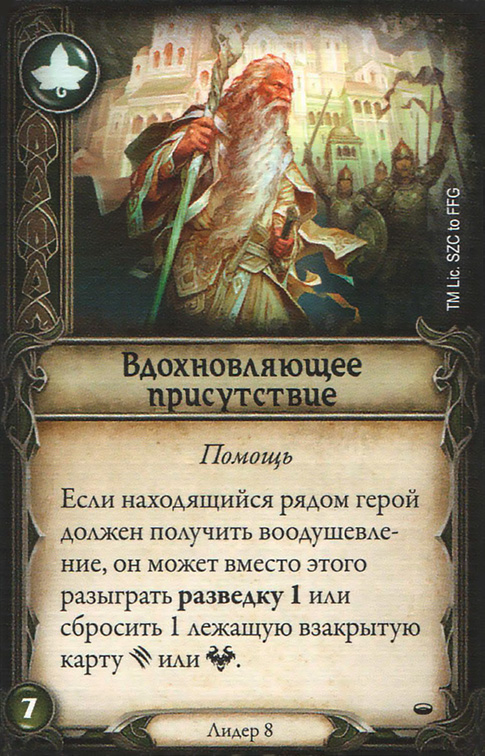 TM Lic. SZC to FFG
Вдохновляющее
присутствие
Помощь
Если находящийся рядом герой
должен получить воодушевле-
ние, он может вместо этого
разыграть разведку 1 или
сбросить 1 лежащую взакрытую
карту или .
7
Лидер 8